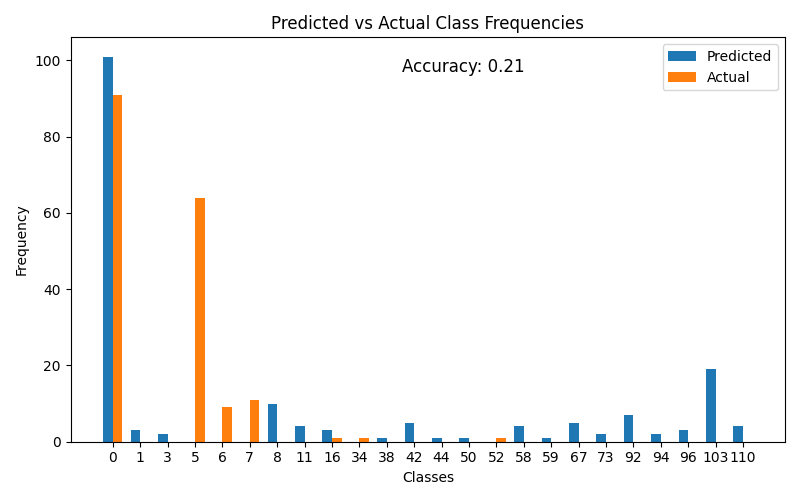 Predicted vs Actual Class Frequencies
Accuracy: 0.21
Predicted
Actual
Frequency
100
80
60
40
20
0
0 1 3 5 6 7 8 11 16 34 38 42 44 50 52 58 59 67 73 92 94 96 103 110
Classes